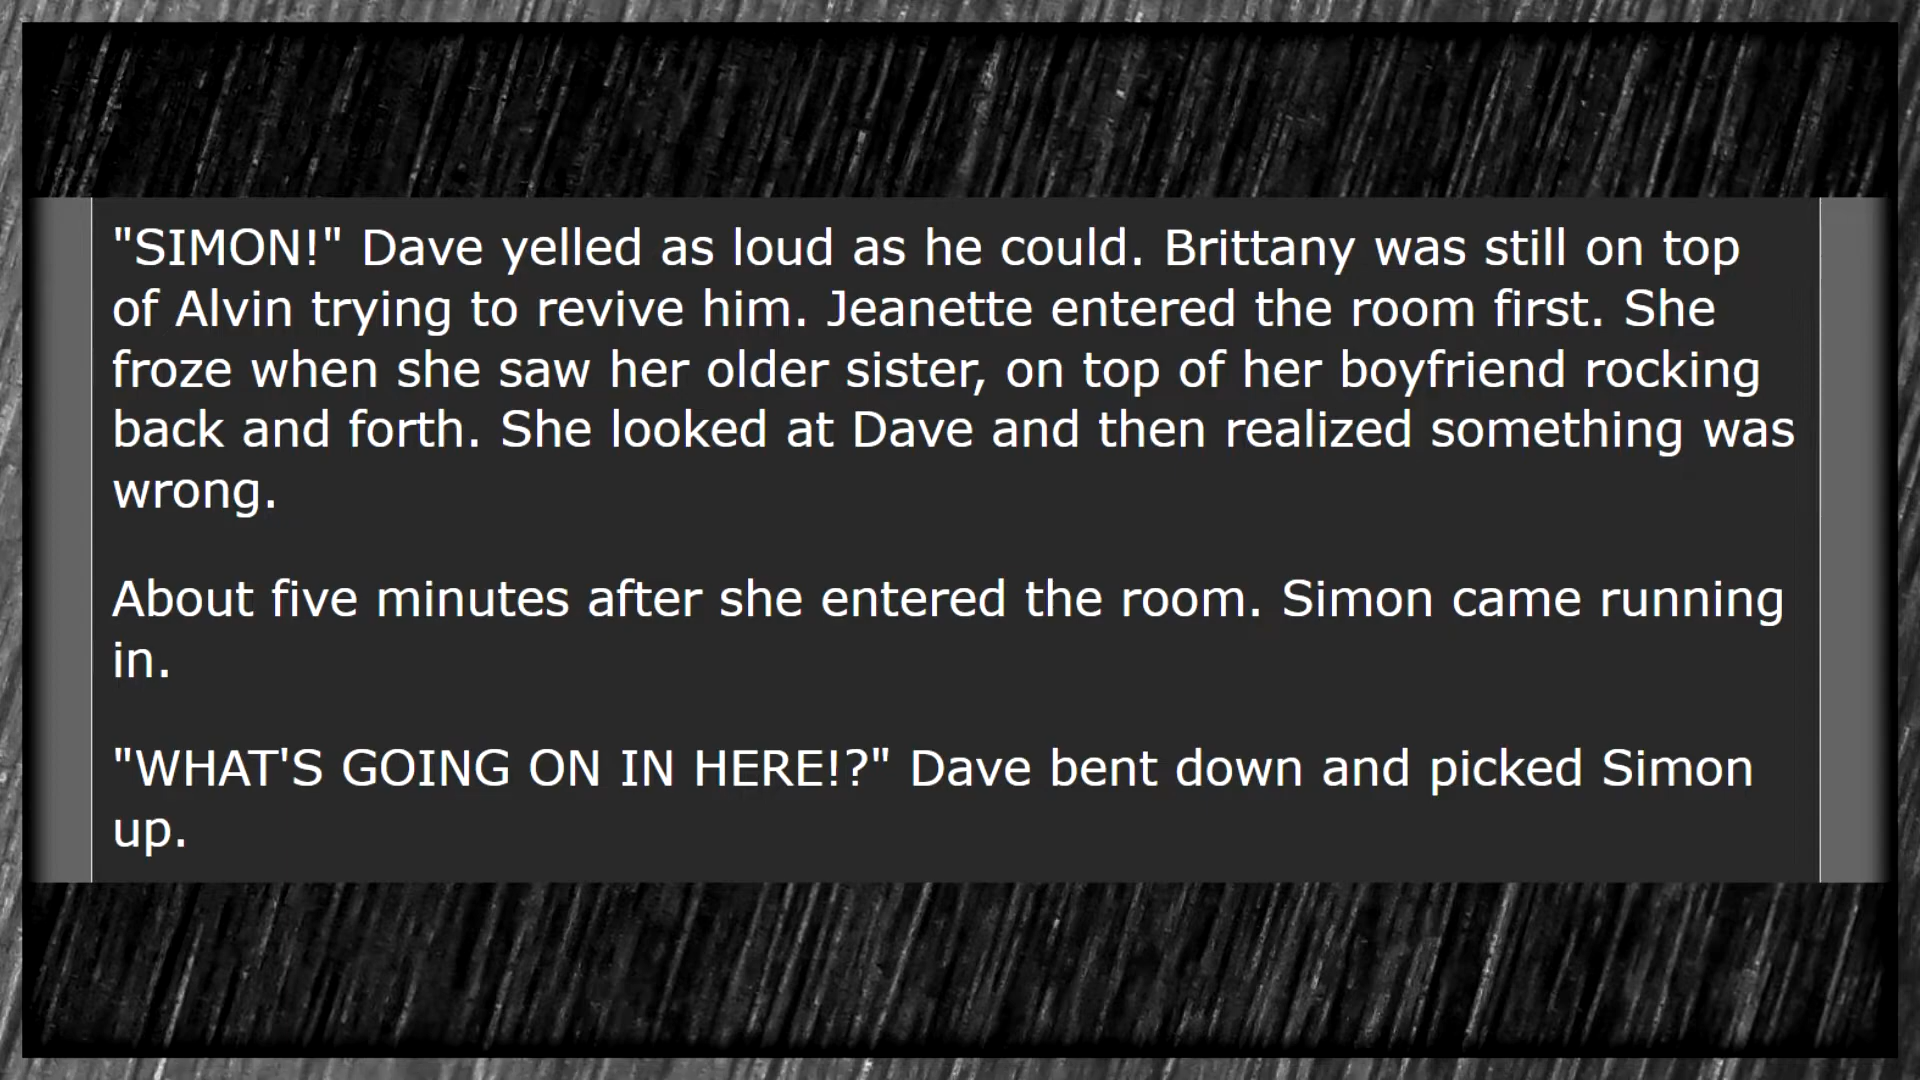 "SIMON!" Dave yelled as loud as he could. Brittany was still on top
of Alvin trying to revive him. Jeanette entered the room first. She
froze when she saw her older sister, on top of her boyfriend rocking
back and forth. She looked at Dave and then realized something was
wrong.
About five minutes after she entered the room. Simon came running
in.
"WHAT'S GOING ON IN HERE!?" Dave bent down and picked Simon
up.